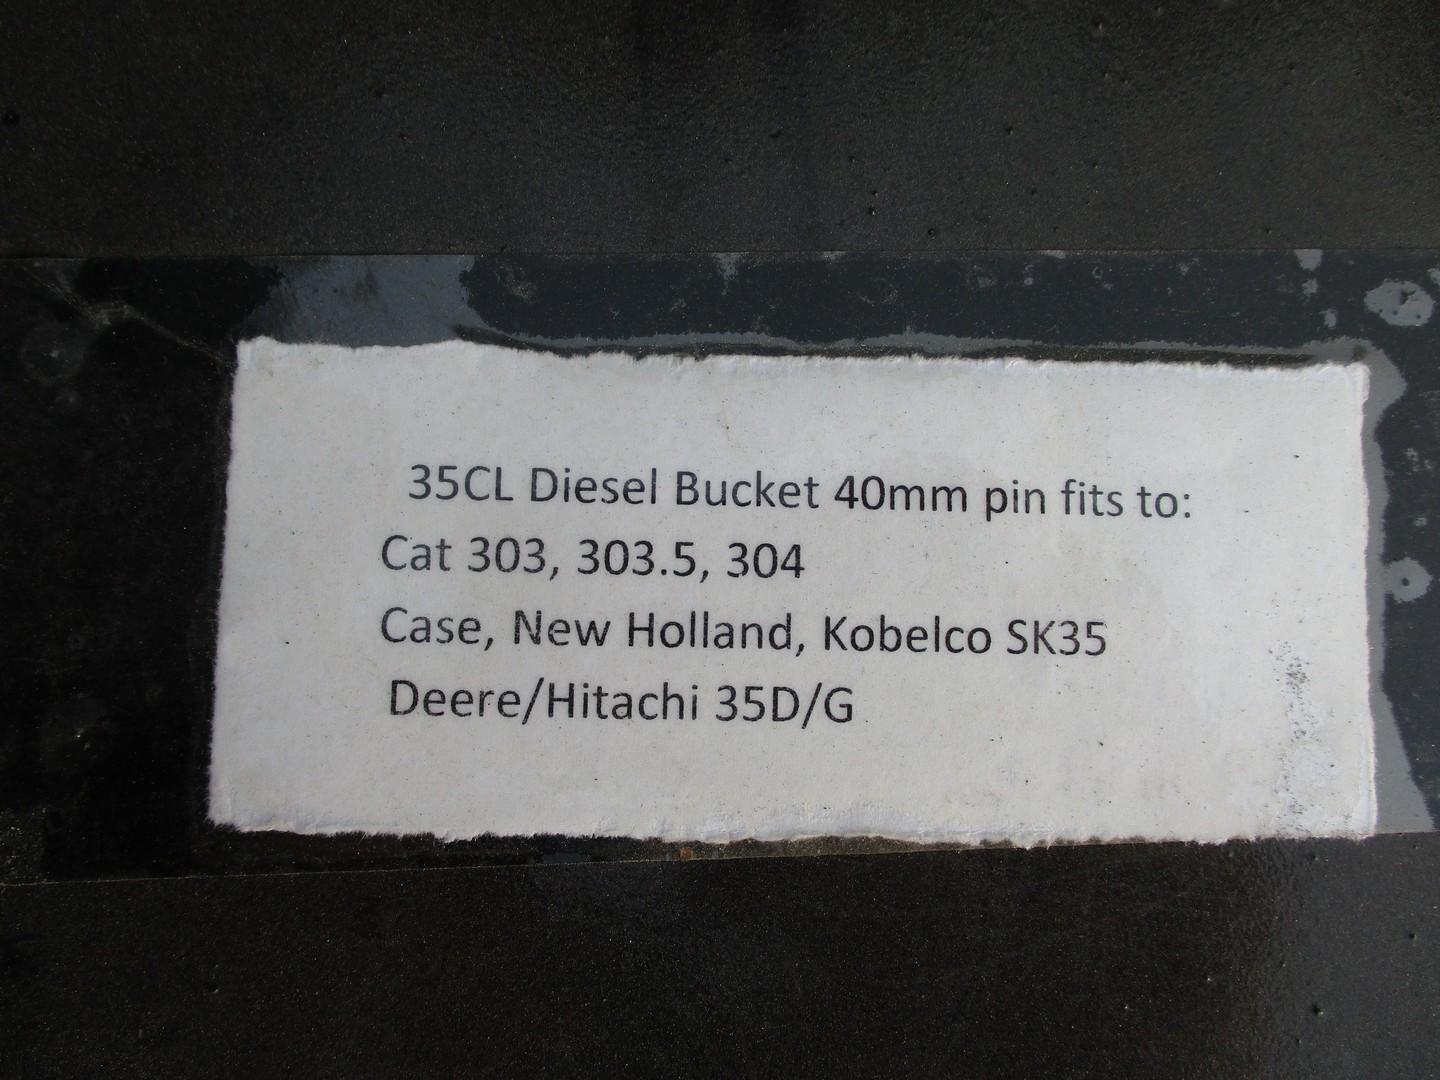 35CL Diesel Bucket 40mm pin fits to:
Cat 303, 303.5, 304
Case, New Holland, Kobelco SK35
Deere/Hitachi 35D/G